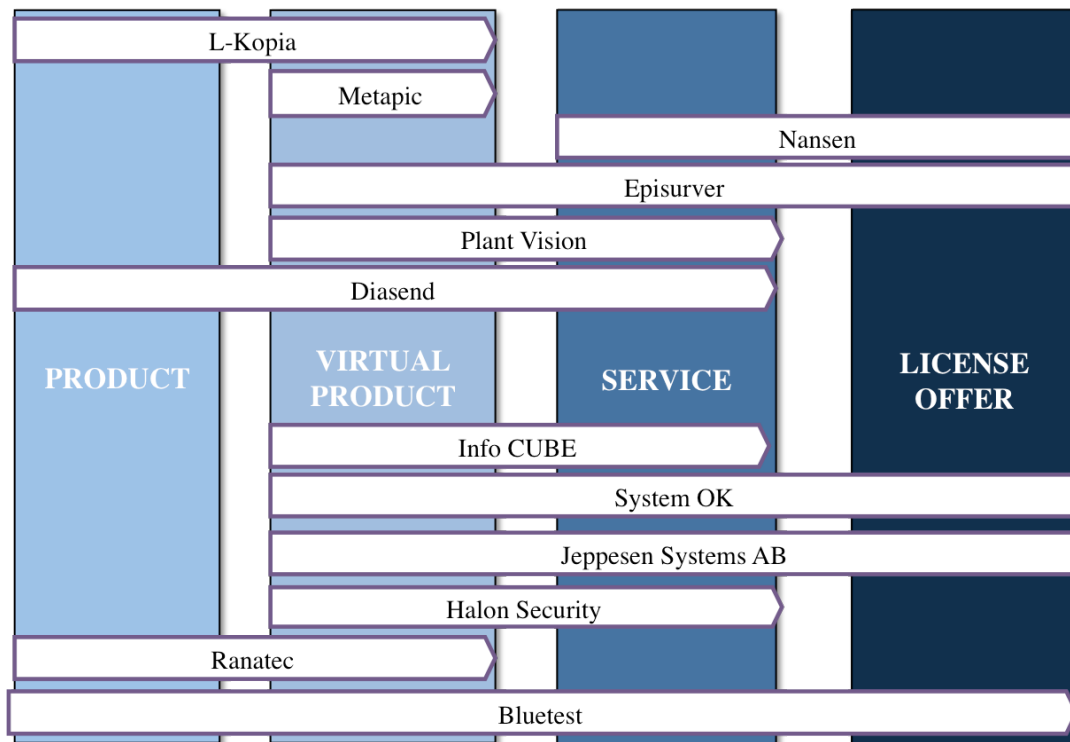 L-Kopia
Metapic
Nansen
Episurver
Plant Vision
Diasend
PRODUCT
VIRTUAL
PRODUCT
SERVICE
LICENSE
OFFER
Info CUBE
System OK
Jeppesen Systems AB
Halon Security
Ranatec
Bluetest